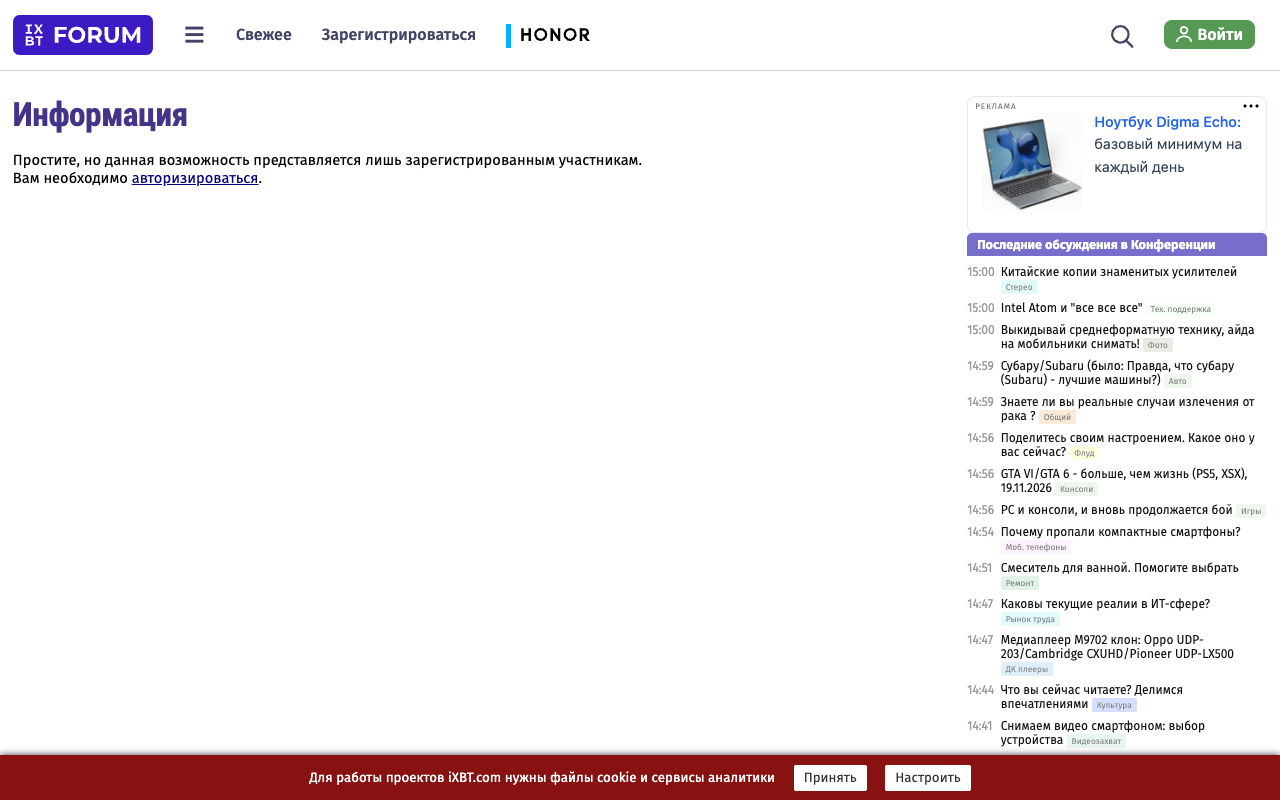 IX BT FORUM
Свежее
Зарегистрироваться
HONOR
Войти
Информация
Простите, но данная возможность представляется лишь зарегистрированным участникам.
Вам необходимо авторизироваться.
РЕКЛАМА
Ноутбук Digma Echo:
базовый минимум на
каждый день
Последние обсуждения в Конференции
15:00 Китайские копии знаменитых усилителей
Стерео
15:00 Intel Atom и "все все все" Тех. поддержка
15:00 Выкидывай среднеформатную технику, айда
на мобильники снимать! Фото
14:59 Субару/Subaru (было: Правда, что субару
(Subaru) - лучшие машины?) Авто
14:59 Знаете ли вы реальные случаи излечения от
рака ? Общий
14:56 Поделитесь своим настроением. Какое оно у
вас сейчас? Флуд
14:56 GTA VI/GTA 6 - больше, чем жизнь (PS5, XSX),
19.11.2026 Консоли
14:56 PC и консоли, и вновь продолжается бой Игры
14:54 Почему пропали компактные смартфоны?
Моб. телефоны
14:51 Смеситель для ванной. Помогите выбрать
Ремонт
14:47 Каковы текущие реалии в ИТ-сфере?
Рынок труда
14:47 Медиаплеер M9702 клон: Oppo UDP-
203/Cambridge CXUHD/Pioneer UDP-LX500
ДК плееры
14:44 Что вы сейчас читаете? Делимся
впечатлениями Культура
14:41 Снимаем видео смартфоном: выбор
устройства Видеозахват
Для работы проектов iXBT.com нужны файлы cookie и сервисы аналитики
Принять
Настроить